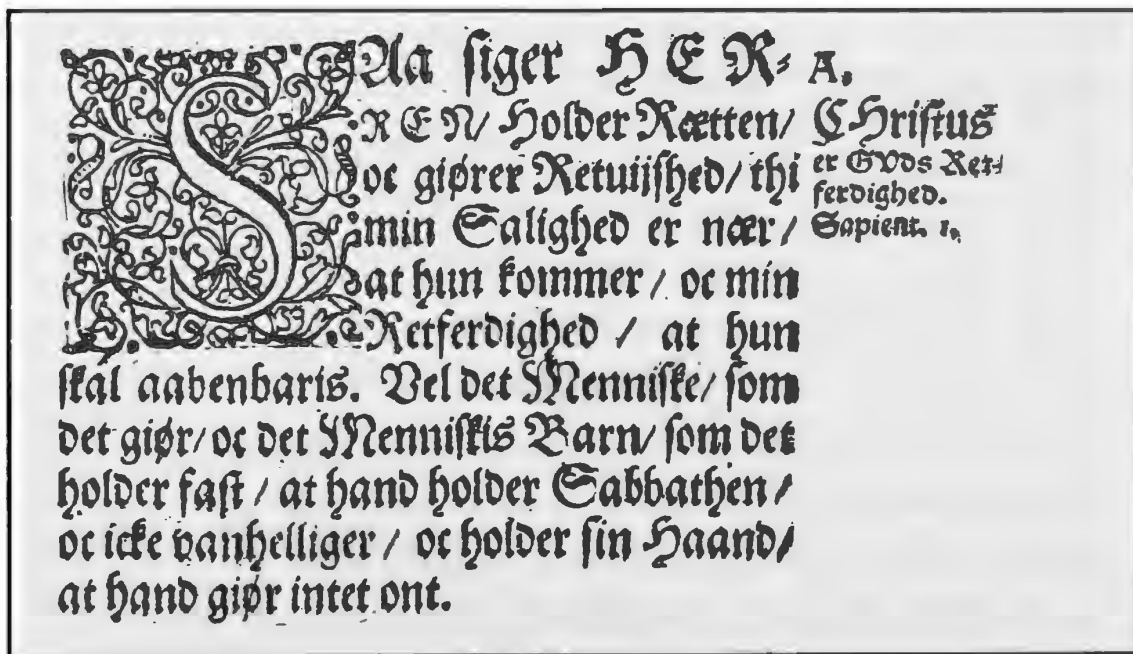 SAa siger HER⸗
REN/ Holder Rætten/
oc giører Retuijshed/ thi
min Salighed er nær/
at hun kommer/ oc min
Retferdighed / at hun
skal aabenbaris. Vel det Menniske/ som
det giør/ oc det Menniskis Barn/ som det
holder fast / at hand holder Sabbathen/
oc icke vanhelliger / oc holder sin Haand/
at hand giør intet ont.
A.
CHristus
er GVds Ret⸗
ferdighed.
Sapient. 1.